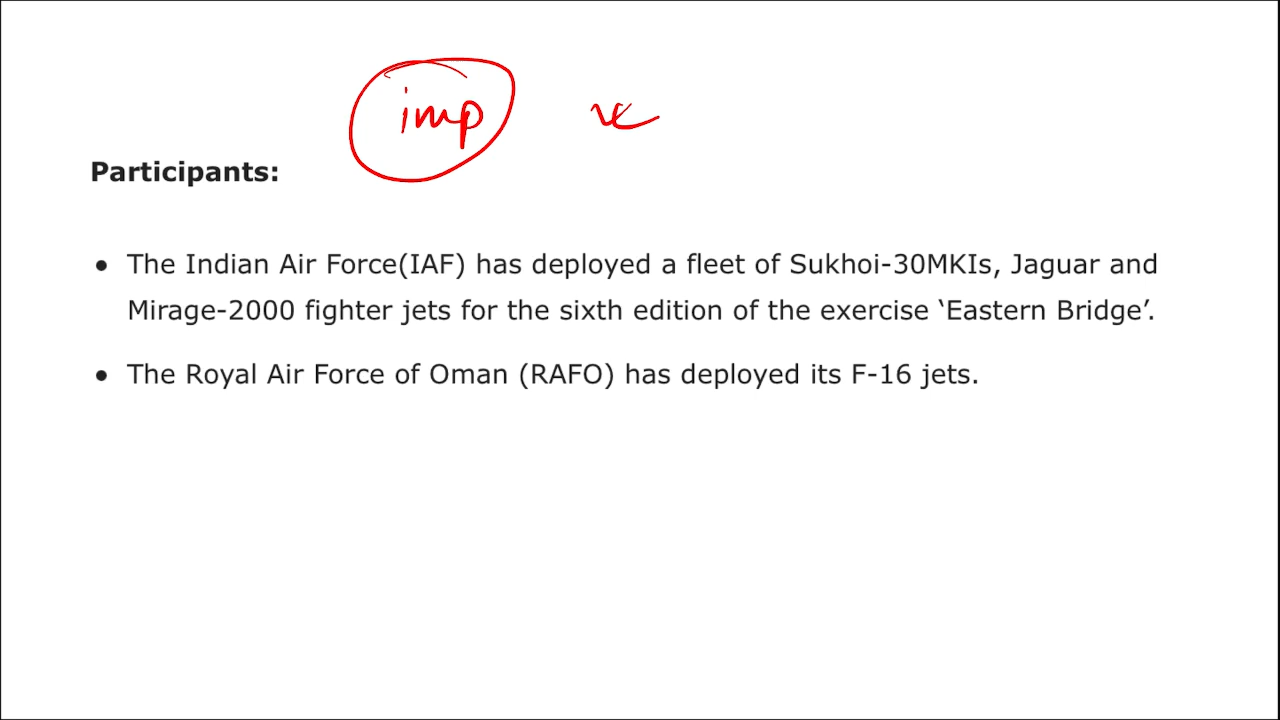 imp
Participants:
● The Indian Air Force(IAF) has deployed a fleet of Sukhoi-30MKIs, Jaguar and
Mirage-2000 fighter jets for the sixth edition of the exercise ‘Eastern Bridge’.
● The Royal Air Force of Oman (RAFO) has deployed its F-16 jets.